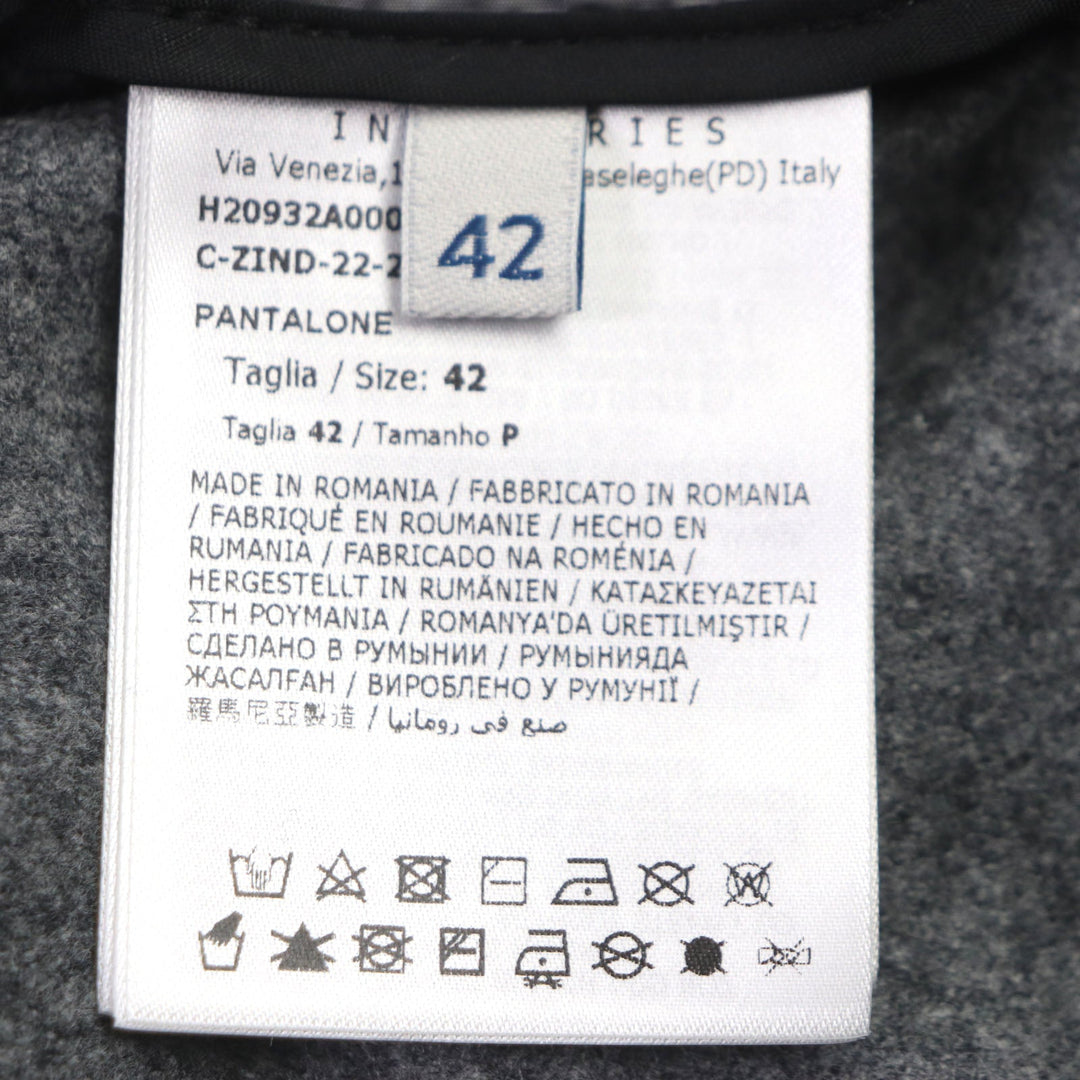 IN RIES
Via Venezia,1 aseleghe(PD) Italy
H20932A000
C-ZIND-22-2
42
PANTALONE
Taglia / Size: 42
Taglia 42 / Tamanho P
MADE IN ROMANIA / FABBRICATO IN ROMANIA
/ FABRIQUÉ EN ROUMANIE / HECHO EN
RUMANIA / FABRICADO NA ROMÉNIA /
HERGESTELLT IN RUMÄNIEN / ΚΑΤΑΣΚΕΥΑΖΕΤΑΙ
ΣΤΗ ΡΟΥΜΑΝΙΑ / ROMANYA'DA ÜRETILMIŞTIR /
СДЕЛАНО В РУМЫНИИ / РУМЫНИЯДА
ЖАСАЛҒАН / ВИРОБЛЕНО У РУМУНІЇ /
羅馬尼亞製造 / صنع في رومانيا